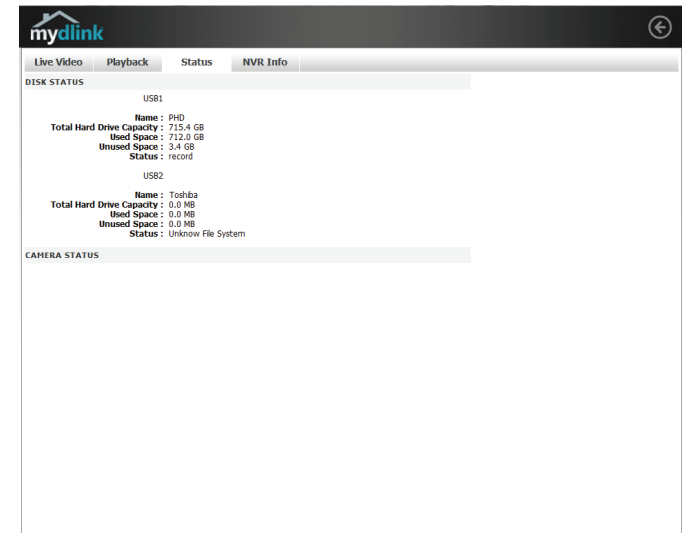 mydlink
Live Video Playback Status NVR Info
DISK STATUS
USB1
Name : PHD
Total Hard Drive Capacity : 715.4 GB
Used Space : 712.0 GB
Unused Space : 3.4 GB
Status : record
USB2
Name : Toshiba
Total Hard Drive Capacity : 0.0 MB
Used Space : 0.0 MB
Unused Space : 0.0 MB
Status : Unknow File System
CAMERA STATUS